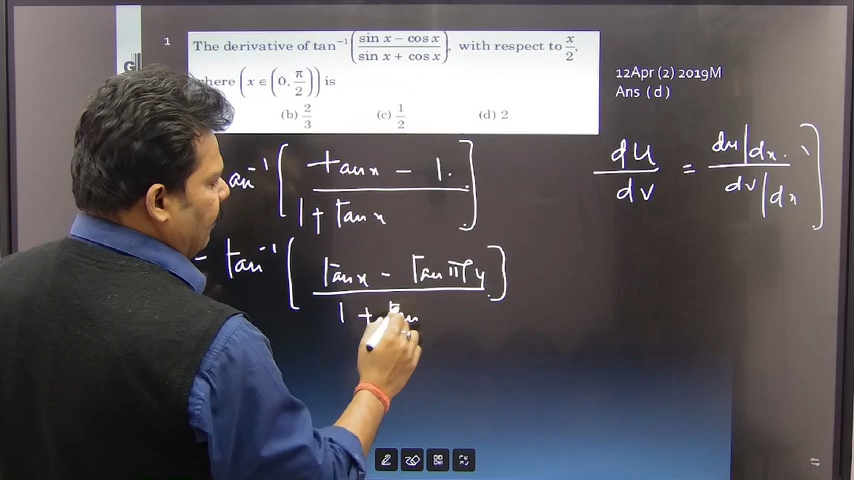 1 The derivative of tan⁻¹ ( (sin x − cos x) / (sin x + cos x) ), with respect to x/2,
here ( x ∈ ( 0, π/2 ) ) is
(b) 2/3 (c) 1/2 (d) 2
12Apr (2) 2019M
Ans (d)
an⁻¹ [ (tan x − 1.) / (1 + tan x) ]
du/dv = (du/dx) / (dv/dx) ]
- tan⁻¹ [ (tan x − tan π/4) / (1 + tan